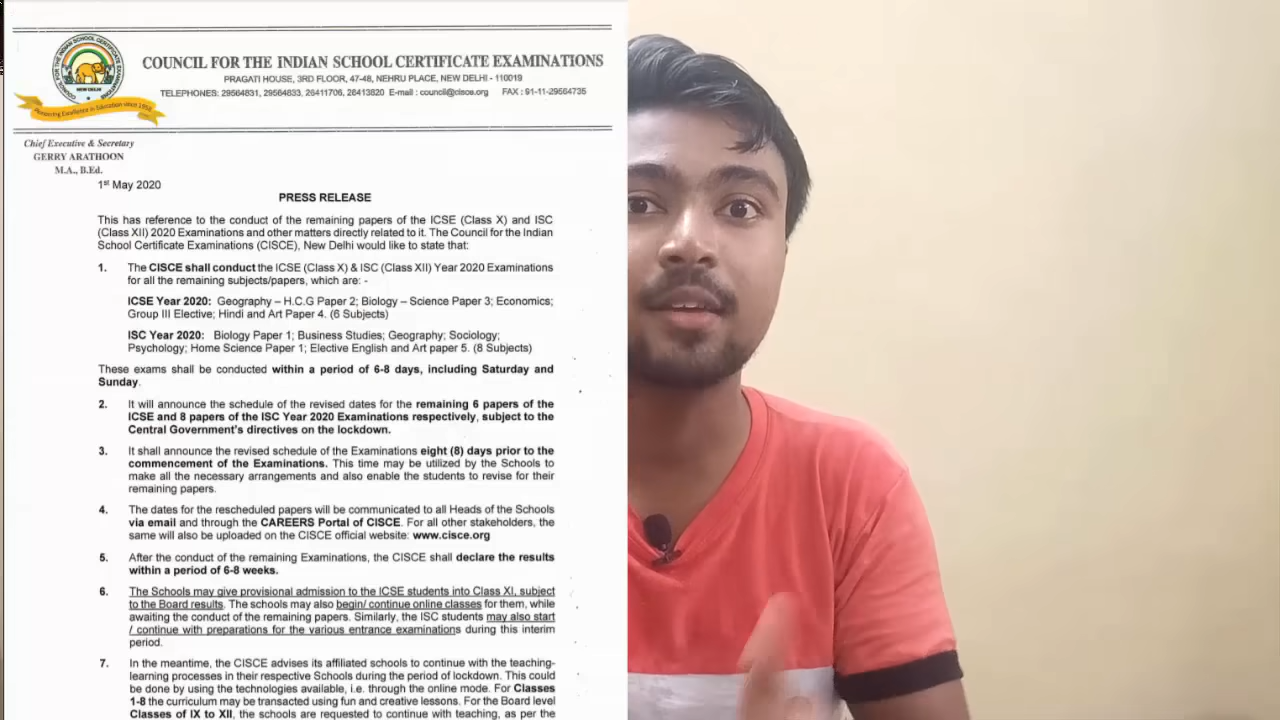 COUNCIL FOR THE INDIAN SCHOOL CERTIFICATE EXAMINATIONS
PRAGATI HOUSE, 3RD FLOOR, 47-48, NEHRU PLACE, NEW DELHI - 110019
TELEPHONES: 29564831, 29564833, 26411706, 26413820 E-mail : council@cisce.org FAX : 91-11-29564735
NEW DELHI
Pioneering Excellence in Education since 1958
Chief Executive & Secretary
GERRY ARATHOON
M.A., B.Ed.
1st May 2020
PRESS RELEASE
This has reference to the conduct of the remaining papers of the ICSE (Class X) and ISC
(Class XII) 2020 Examinations and other matters directly related to it. The Council for the Indian
School Certificate Examinations (CISCE), New Delhi would like to state that:
1. The CISCE shall conduct the ICSE (Class X) & ISC (Class XII) Year 2020 Examinations
for all the remaining subjects/papers, which are: -
ICSE Year 2020: Geography – H.C.G Paper 2; Biology – Science Paper 3; Economics;
Group III Elective; Hindi and Art Paper 4. (6 Subjects)
ISC Year 2020: Biology Paper 1; Business Studies; Geography; Sociology;
Psychology; Home Science Paper 1; Elective English and Art paper 5. (8 Subjects)
These exams shall be conducted within a period of 6-8 days, including Saturday and
Sunday.
2. It will announce the schedule of the revised dates for the remaining 6 papers of the
ICSE and 8 papers of the ISC Year 2020 Examinations respectively, subject to the
Central Government's directives on the lockdown.
3. It shall announce the revised schedule of the Examinations eight (8) days prior to the
commencement of the Examinations. This time may be utilized by the Schools to
make all the necessary arrangements and also enable the students to revise for their
remaining papers.
4. The dates for the rescheduled papers will be communicated to all Heads of the Schools
via email and through the CAREERS Portal of CISCE. For all other stakeholders, the
same will also be uploaded on the CISCE official website: www.cisce.org
5. After the conduct of the remaining Examinations, the CISCE shall declare the results
within a period of 6-8 weeks.
6. The Schools may give provisional admission to the ICSE students into Class XI, subject
to the Board results. The schools may also begin/ continue online classes for them, while
awaiting the conduct of the remaining papers. Similarly, the ISC students may also start
/ continue with preparations for the various entrance examinations during this interim
period.
7. In the meantime, the CISCE advises its affiliated schools to continue with the teaching-
learning processes in their respective Schools during the period of lockdown. This could
be done by using the technologies available, i.e. through the online mode. For Classes
1-8 the curriculum may be transacted using fun and creative lessons. For the Board level
Classes of IX to XII, the schools are requested to continue with teaching, as per the